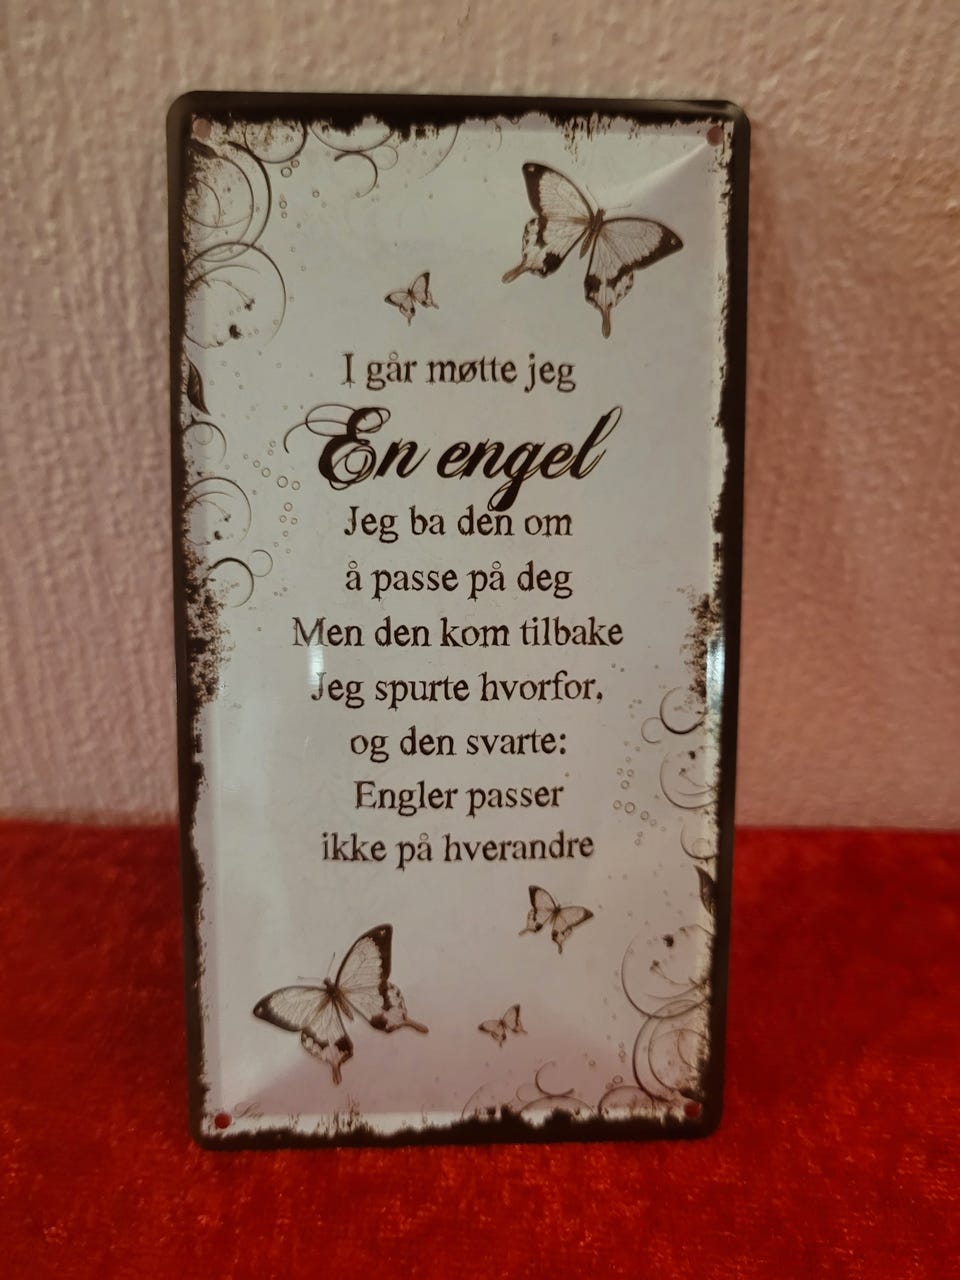 I går møtte jeg
En engel
Jeg ba den om
å passe på deg
Men den kom tilbake
Jeg spurte hvorfor,
og den svarte:
Engler passer
ikke på hverandre